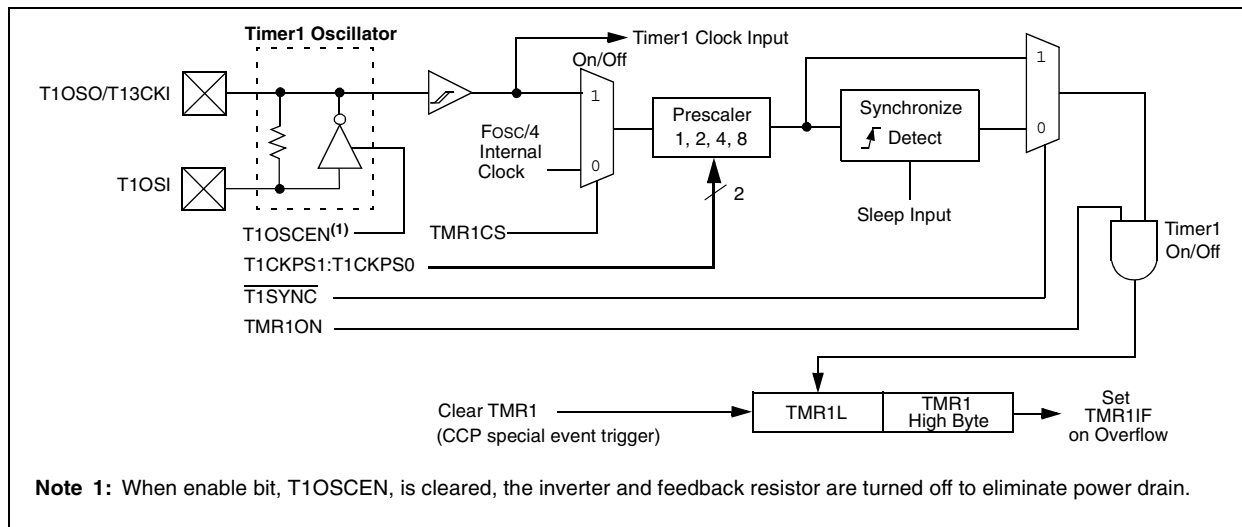 Timer1 Oscillator
T1OSO/T13CKI
T1OSI
T1OSCEN(1)
Timer1 Clock Input
On/Off
1
FOSC/4
Internal
Clock
0
TMR1CS
Prescaler
1, 2, 4, 8
2
Synchronize
Detect
Sleep Input
1
0
Timer1
On/Off
T1CKPS1:T1CKPS0
T1SYNC
TMR1ON
Clear TMR1
(CCP special event trigger)
TMR1L
TMR1
High Byte
Set
TMR1IF
on Overflow
Note 1: When enable bit, T1OSCEN, is cleared, the inverter and feedback resistor are turned off to eliminate power drain.